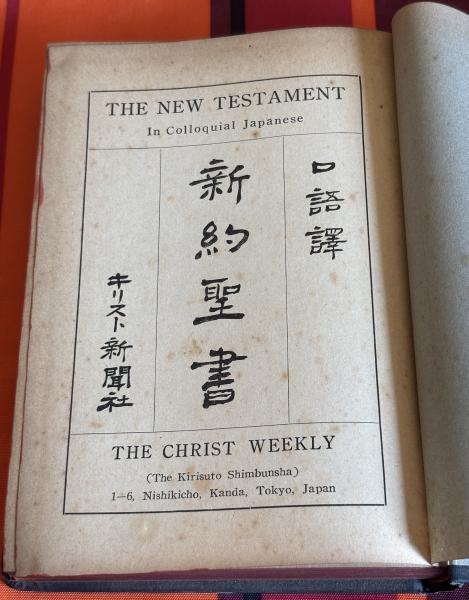 THE NEW TESTAMENT
In Colloquial Japanese
口語譯
新約聖書
キリスト新聞社
THE CHRIST WEEKLY
(The Kirisuto Shimbunsha)
1—6, Nishikicho, Kanda, Tokyo, Japan